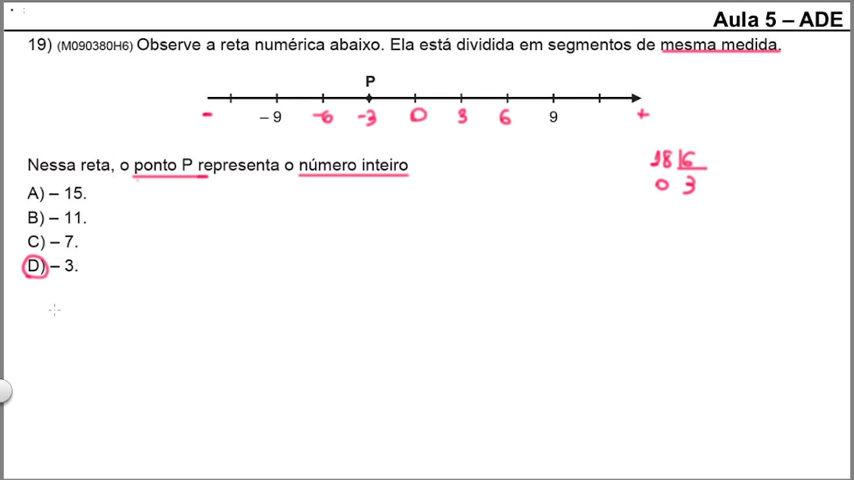 Aula 5 – ADE
19) (M090380H6) Observe a reta numérica abaixo. Ela está dividida em segmentos de mesma medida.
P
- – 9 -6 -3 0 3 6 9 +
Nessa reta, o ponto P representa o número inteiro
18 6
A) – 15.
0 3
B) – 11.
C) – 7.
D) – 3.